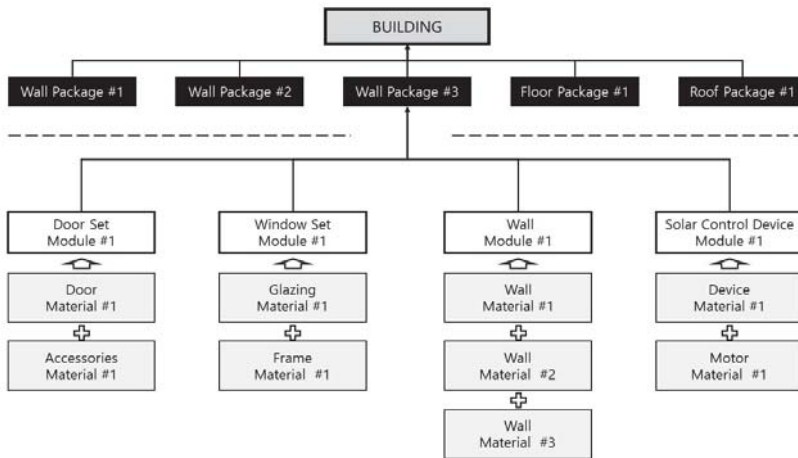 BUILDING
Wall Package #1
Wall Package #2
Wall Package #3
Floor Package #1
Roof Package #1
Door Set
Module #1
Window Set
Module #1
Wall
Module #1
Solar Control Device
Module #1
Door
Material #1
Glazing
Material #1
Wall
Material #1
Device
Material #1
Accessories
Material #1
Frame
Material #1
Wall
Material #2
Motor
Material #1
Wall
Material #3